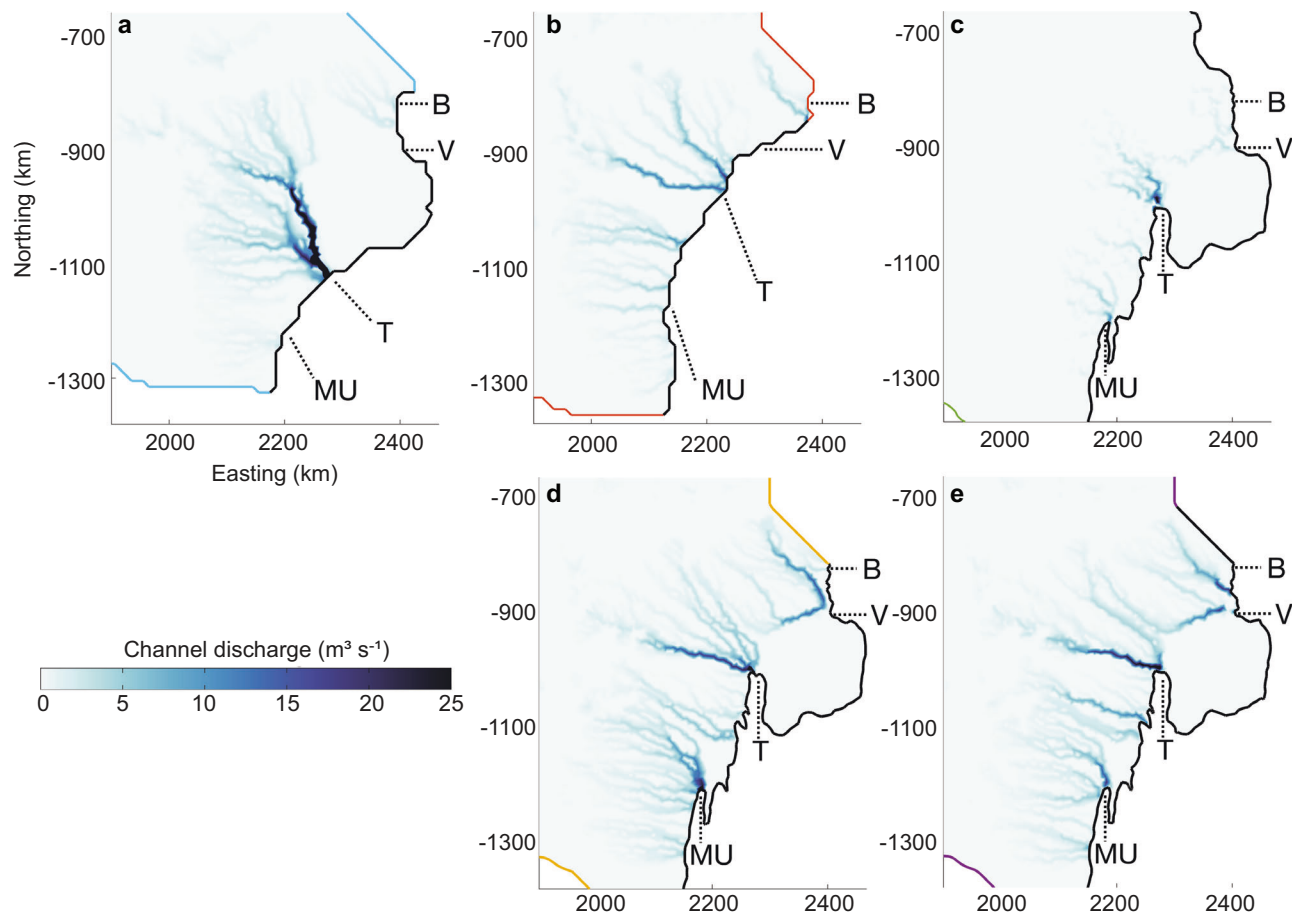 a
-700
-900
-1100
-1300
Northing (km)
B
V
T
MU
2000
2200
2400
Easting (km)
b
-700
-900
-1100
-1300
B
V
T
MU
2000
2200
2400
c
-700
-900
-1100
-1300
B
V
T
MU
2000
2200
2400
Channel discharge (m³ s⁻¹)
0 5 10 15 20 25
d
-700
-900
-1100
-1300
B
V
T
MU
2000
2200
2400
e
-700
-900
-1100
-1300
B
V
T
MU
2000
2200
2400